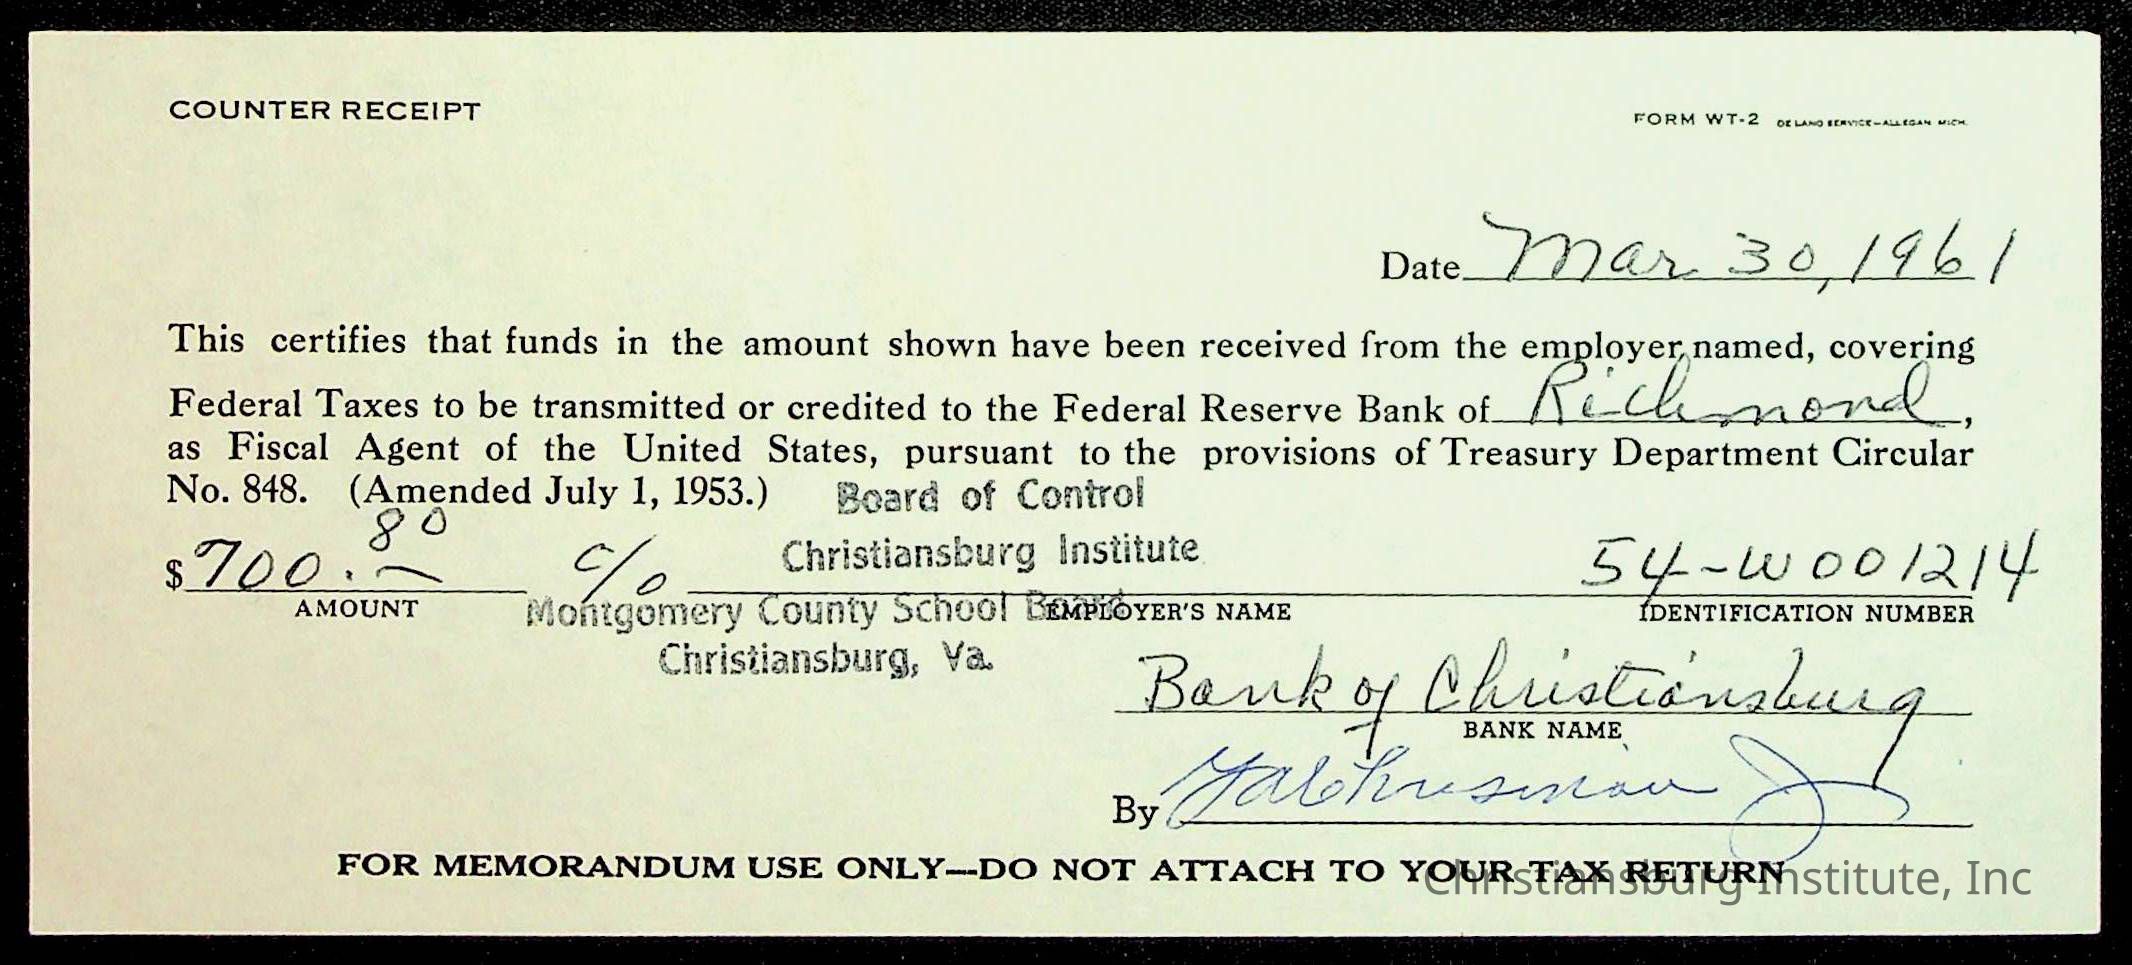 COUNTER RECEIPT
FORM WT-2 DE LANO SERVICE—ALLEGAN MICH.
Date Mar 30, 1961
This certifies that funds in the amount shown have been received from the employer named, covering
Federal Taxes to be transmitted or credited to the Federal Reserve Bank of Richmond,
as Fiscal Agent of the United States, pursuant to the provisions of Treasury Department Circular
No. 848. (Amended July 1, 1953.) Board of Control
$700.80 c/o Christiansburg Institute 54-W001214
AMOUNT Montgomery County School Board EMPLOYER'S NAME IDENTIFICATION NUMBER
Christiansburg, Va.
Bank of Christiansburg
BANK NAME
By
FOR MEMORANDUM USE ONLY—DO NOT ATTACH TO YOUR TAX RETURN
Christiansburg Institute, Inc